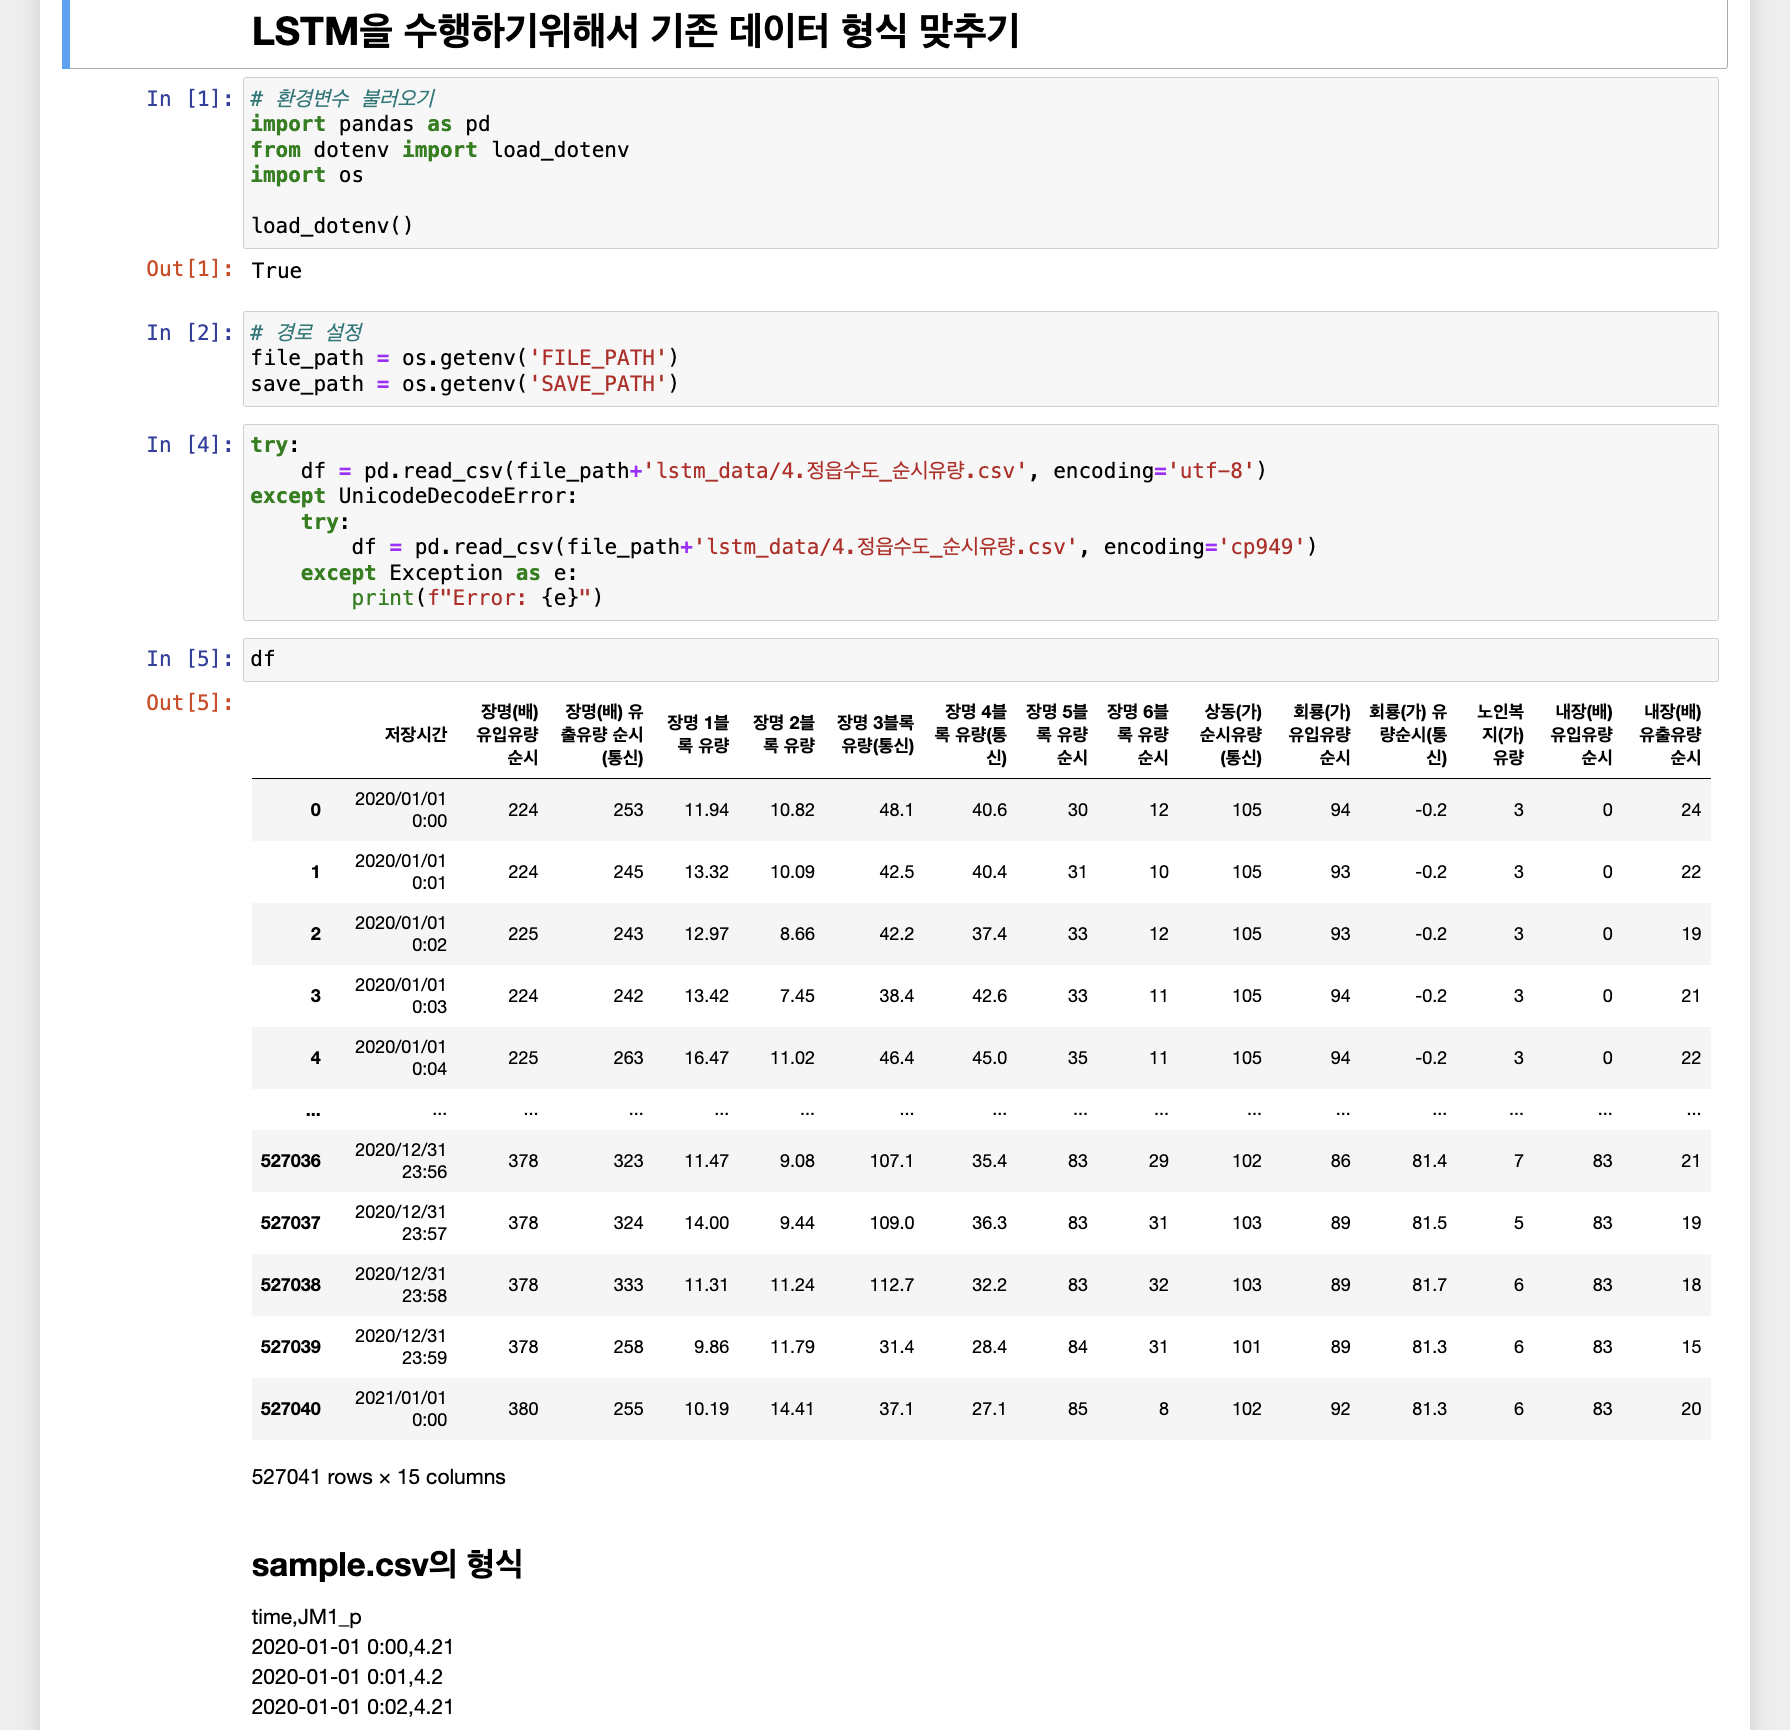 LSTM을 수행하기위해서 기존 데이터 형식 맞추기
In [1]:
# 환경변수 불러오기
import pandas as pd
from dotenv import load_dotenv
import os
load_dotenv()
Out[1]:
True
In [2]:
# 경로 설정
file_path = os.getenv('FILE_PATH')
save_path = os.getenv('SAVE_PATH')
In [4]:
try:
    df = pd.read_csv(file_path+'lstm_data/4.정읍수도_순시유량.csv', encoding='utf-8')
except UnicodeDecodeError:
    try:
        df = pd.read_csv(file_path+'lstm_data/4.정읍수도_순시유량.csv', encoding='cp949')
    except Exception as e:
        print(f"Error: {e}")
In [5]:
df
Out[5]:
저장시간 장명(배) 유입유량 순시 장명(배) 유출유량 순시(통신) 장명 1블록 유량 장명 2블록 유량 장명 3블록 유량(통신) 장명 4블록 유량(통신) 장명 5블록 유량 순시 장명 6블록 유량 순시 상동(가) 순시유량(통신) 회룡(가) 유입유량 순시 회룡(가) 유량순시(통신) 노인복지(가) 유량 내장(배) 유입유량 순시 내장(배) 유출유량 순시
0 2020/01/01 0:00 224 253 11.94 10.82 48.1 40.6 30 12 105 94 -0.2 3 0 24
1 2020/01/01 0:01 224 245 13.32 10.09 42.5 40.4 31 10 105 93 -0.2 3 0 22
2 2020/01/01 0:02 225 243 12.97 8.66 42.2 37.4 33 12 105 93 -0.2 3 0 19
3 2020/01/01 0:03 224 242 13.42 7.45 38.4 42.6 33 11 105 94 -0.2 3 0 21
4 2020/01/01 0:04 225 263 16.47 11.02 46.4 45.0 35 11 105 94 -0.2 3 0 22
... ... ... ... ... ... ... ... ... ... ... ... ... ... ... ...
527036 2020/12/31 23:56 378 323 11.47 9.08 107.1 35.4 83 29 102 86 81.4 7 83 21
527037 2020/12/31 23:57 378 324 14.00 9.44 109.0 36.3 83 31 103 89 81.5 5 83 19
527038 2020/12/31 23:58 378 333 11.31 11.24 112.7 32.2 83 32 103 89 81.7 6 83 18
527039 2020/12/31 23:59 378 258 9.86 11.79 31.4 28.4 84 31 101 89 81.3 6 83 15
527040 2021/01/01 0:00 380 255 10.19 14.41 37.1 27.1 85 8 102 92 81.3 6 83 20
527041 rows × 15 columns
sample.csv의 형식
time,JM1_p
2020-01-01 0:00,4.21
2020-01-01 0:01,4.2
2020-01-01 0:02,4.21